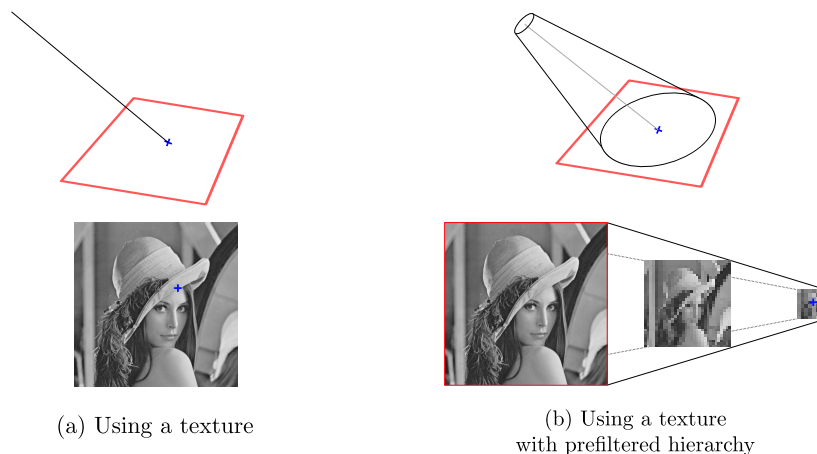 (a) Using a texture
(b) Using a texture
with prefiltered hierarchy